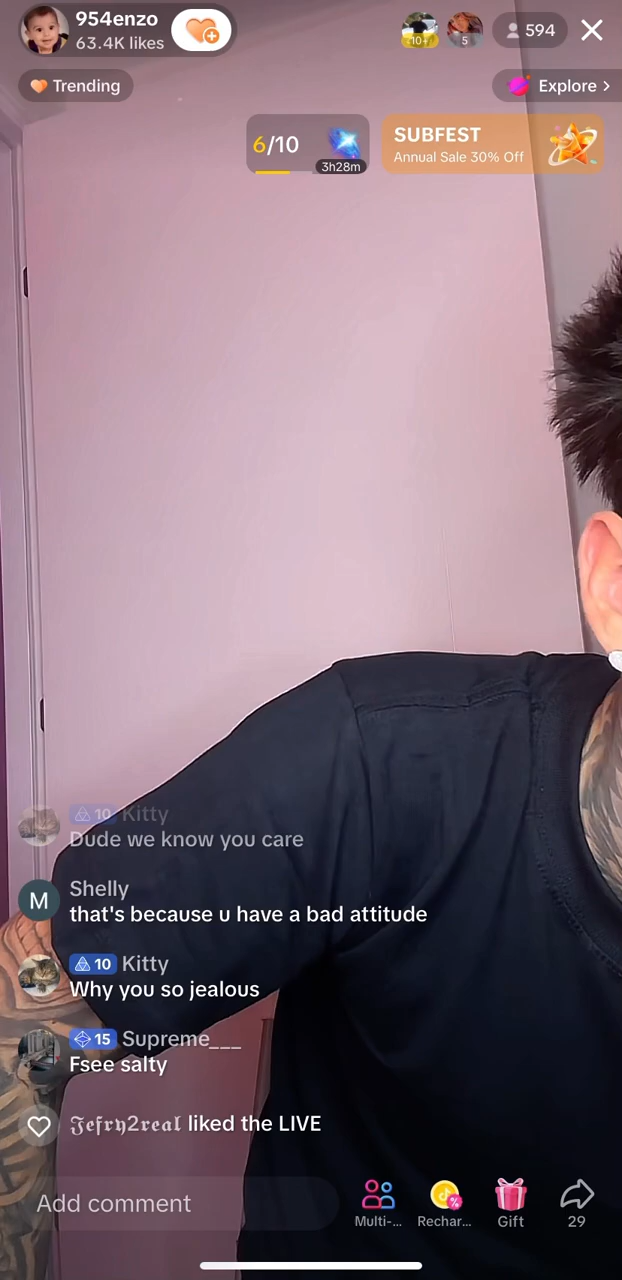 954enzo
63.4K likes
10+
5
594
Trending
Explore >
6/10
3h28m
SUBFEST
Annual Sale 30% Off
10 Kitty
Dude we know you care
M
Shelly
that's because u have a bad attitude
10 Kitty
Why you so jealous
15 Supreme___
Fsee salty
𝕵𝖊𝖋𝖗𝖞2𝖗𝖊𝖆𝖑 liked the LIVE
Add comment
Multi-...
Rechar...
Gift
29